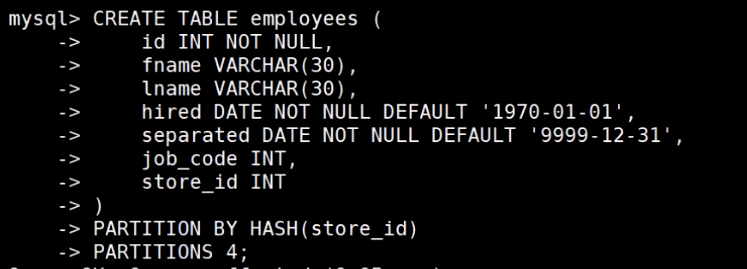 mysql> CREATE TABLE employees (
    ->     id INT NOT NULL,
    ->     fname VARCHAR(30),
    ->     lname VARCHAR(30),
    ->     hired DATE NOT NULL DEFAULT '1970-01-01',
    ->     separated DATE NOT NULL DEFAULT '9999-12-31',
    ->     job_code INT,
    ->     store_id INT
    -> )
    -> PARTITION BY HASH(store_id)
    -> PARTITIONS 4;